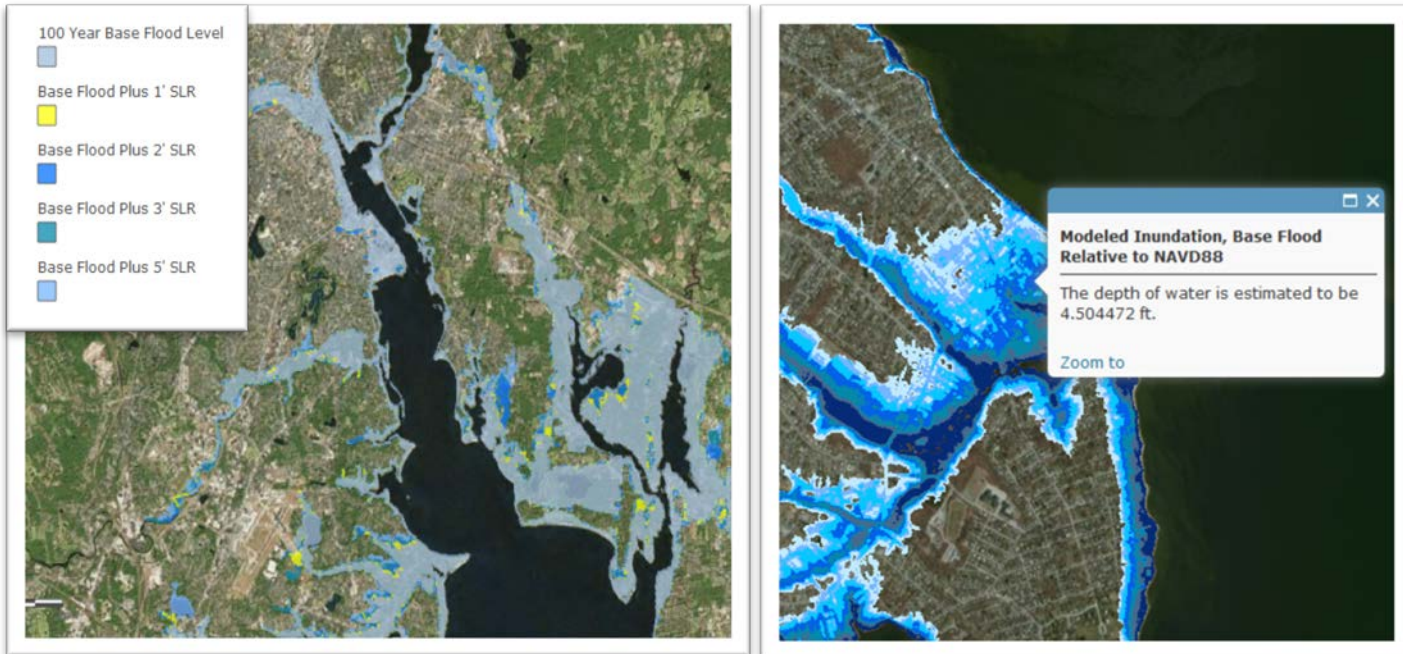 100 Year Base Flood Level
Base Flood Plus 1' SLR
Base Flood Plus 2' SLR
Base Flood Plus 3' SLR
Base Flood Plus 5' SLR
Modeled Inundation, Base Flood
Relative to NAVD88
The depth of water is estimated to be
4.504472 ft.
Zoom to